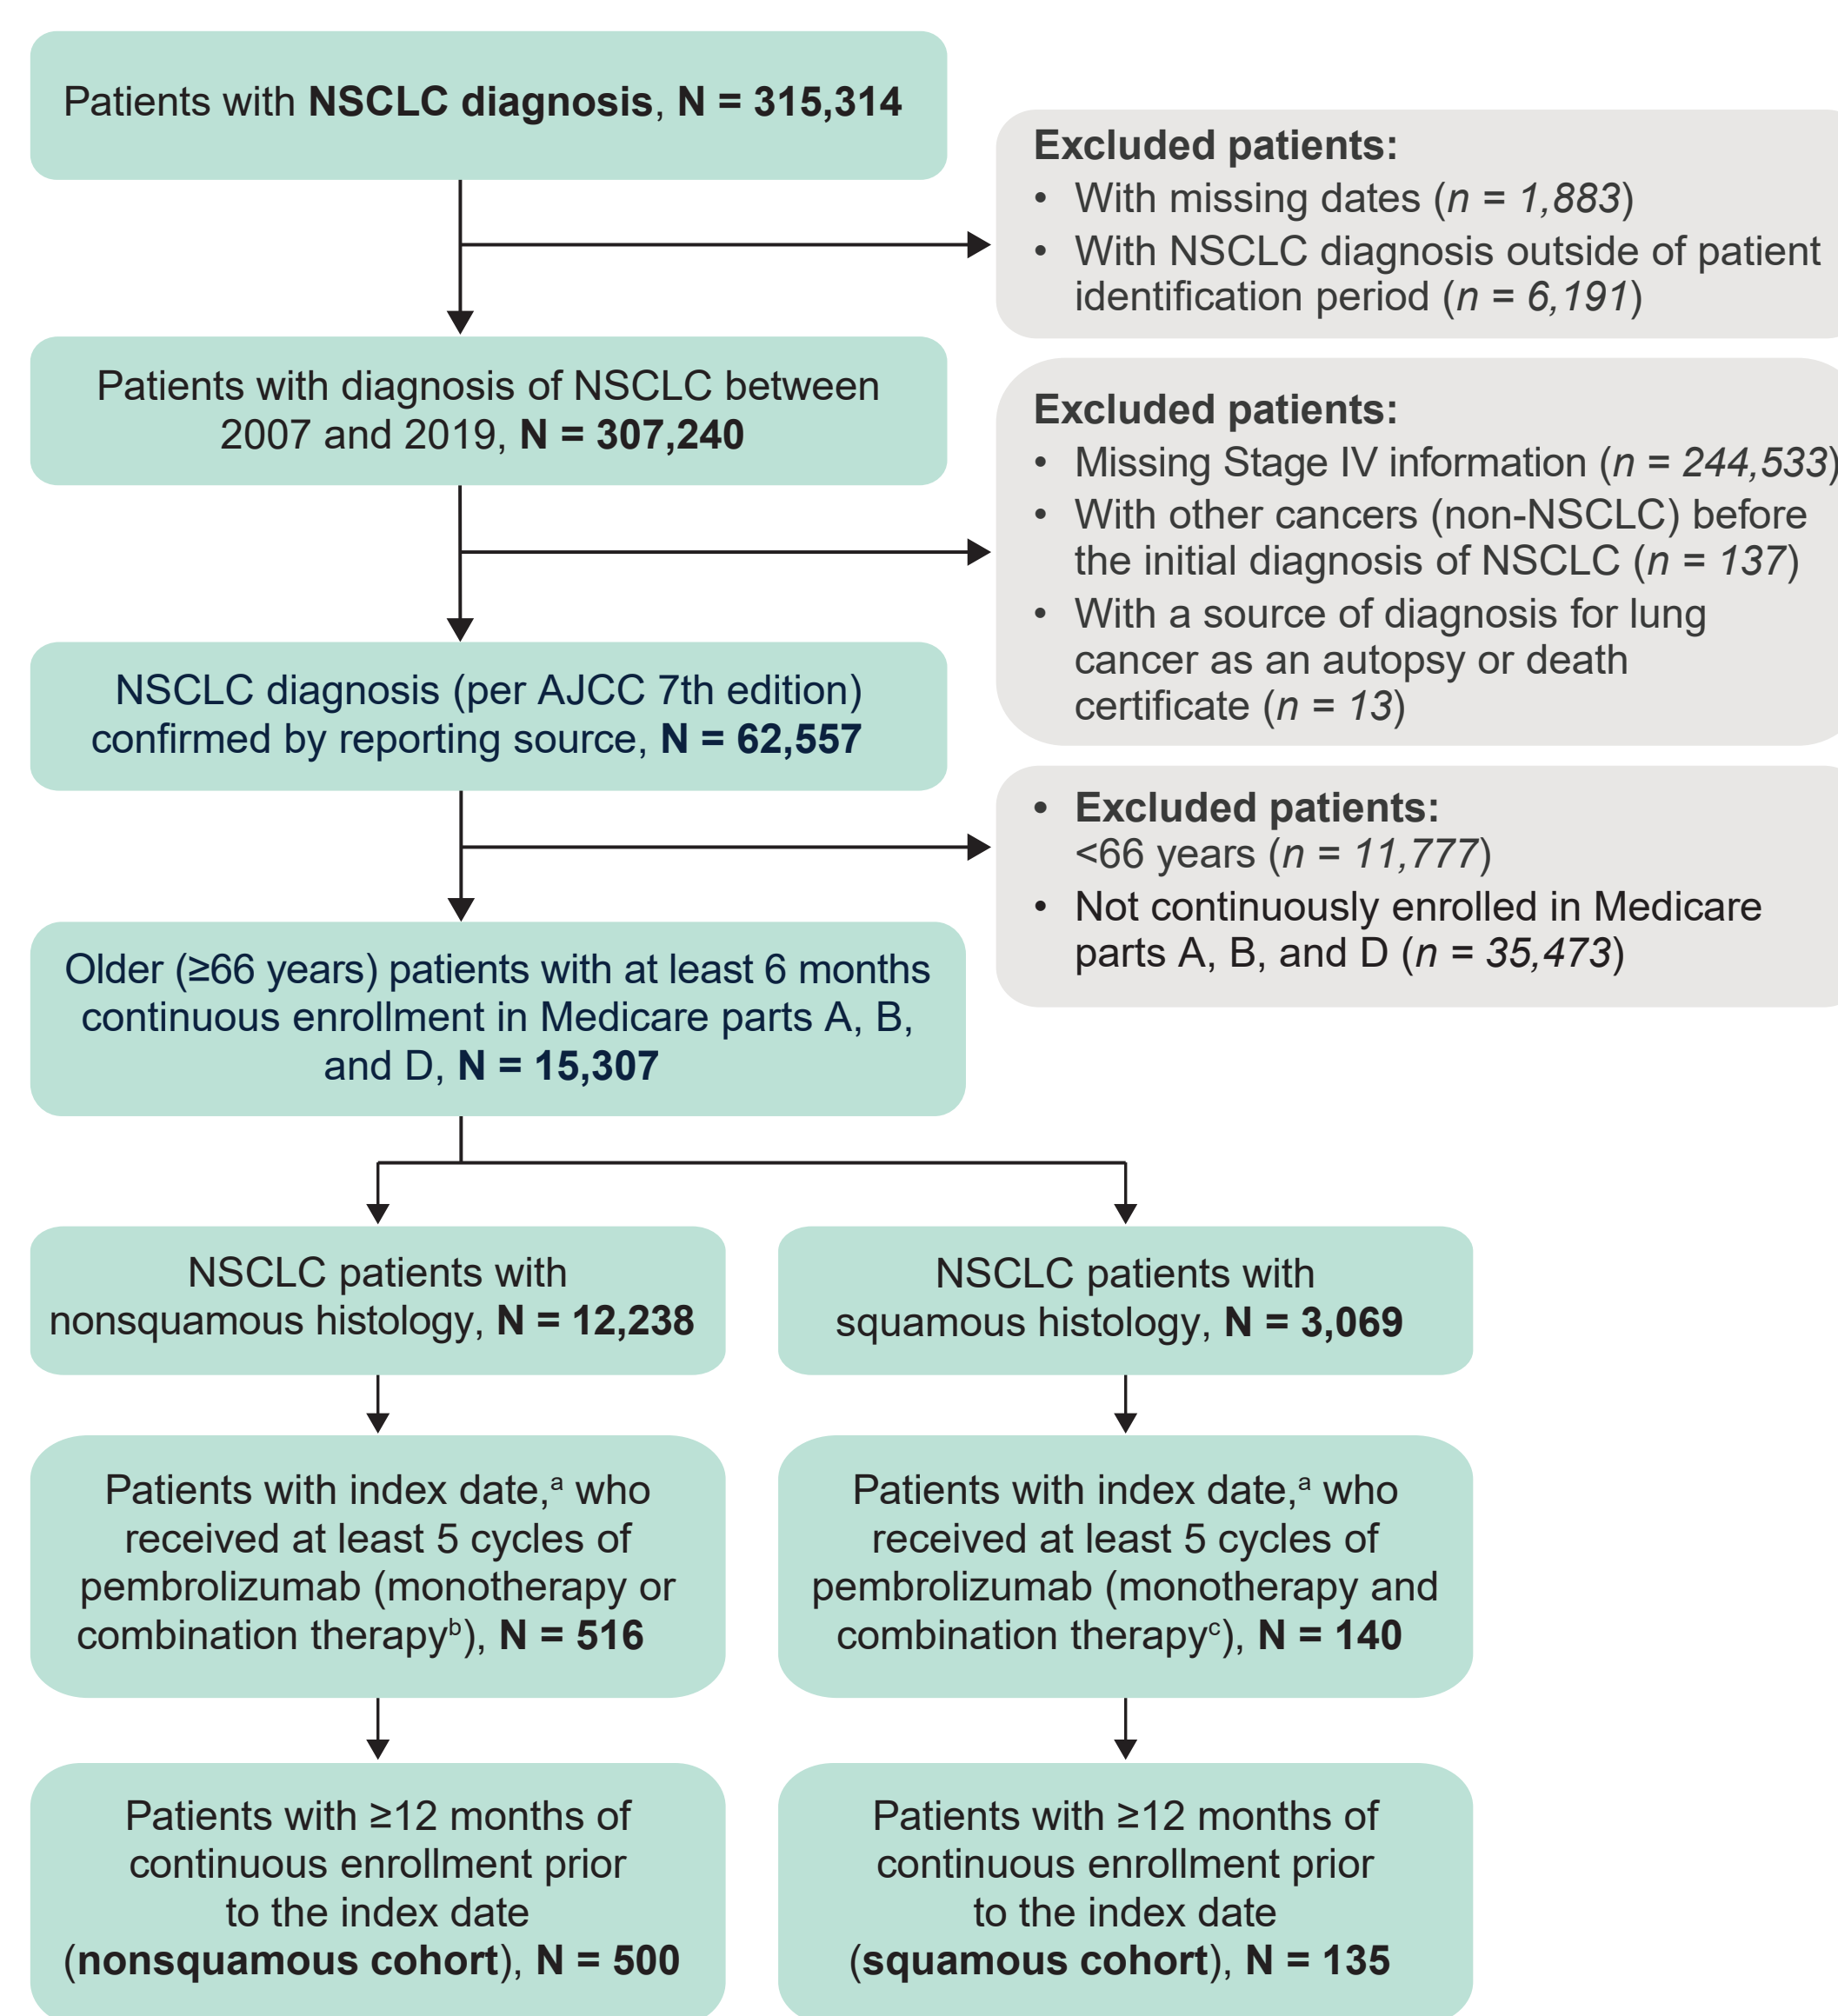 Patients with NSCLC diagnosis, N = 315,314
Excluded patients:
• With missing dates (n = 1,883)
• With NSCLC diagnosis outside of patient
identification period (n = 6,191)
Patients with diagnosis of NSCLC between
2007 and 2019, N = 307,240
Excluded patients:
• Missing Stage IV information (n = 244,533)
• With other cancers (non-NSCLC) before
the initial diagnosis of NSCLC (n = 137)
• With a source of diagnosis for lung
cancer as an autopsy or death
certificate (n = 13)
NSCLC diagnosis (per AJCC 7th edition)
confirmed by reporting source, N = 62,557
• Excluded patients:
<66 years (n = 11,777)
• Not continuously enrolled in Medicare
parts A, B, and D (n = 35,473)
Older (≥66 years) patients with at least 6 months
continuous enrollment in Medicare parts A, B,
and D, N = 15,307
NSCLC patients with
nonsquamous histology, N = 12,238
NSCLC patients with
squamous histology, N = 3,069
Patients with index date,ᵃ who
received at least 5 cycles of
pembrolizumab (monotherapy or
combination therapyᵇ), N = 516
Patients with index date,ᵃ who
received at least 5 cycles of
pembrolizumab (monotherapy and
combination therapyᶜ), N = 140
Patients with ≥12 months of
continuous enrollment prior
to the index date
(nonsquamous cohort), N = 500
Patients with ≥12 months of
continuous enrollment prior
to the index date
(squamous cohort), N = 135